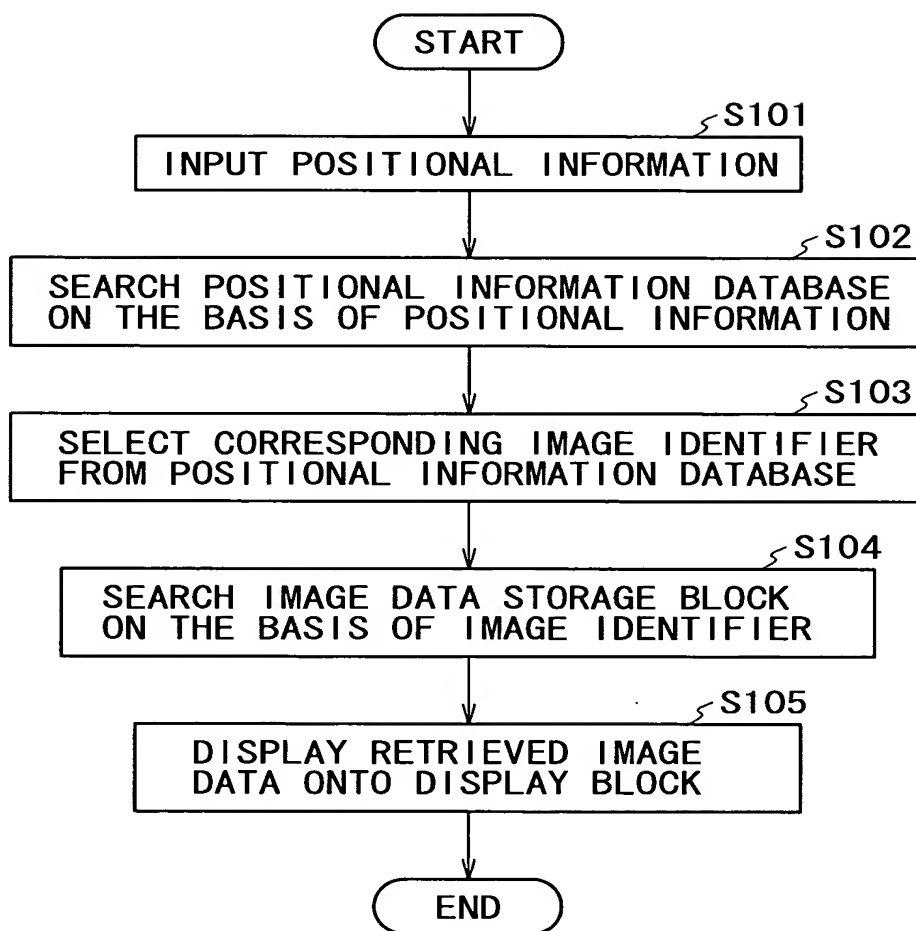 START
S101
INPUT POSITIONAL INFORMATION
S102
SEARCH POSITIONAL INFORMATION DATABASE
ON THE BASIS OF POSITIONAL INFORMATION
S103
SELECT CORRESPONDING IMAGE IDENTIFIER
FROM POSITIONAL INFORMATION DATABASE
S104
SEARCH IMAGE DATA STORAGE BLOCK
ON THE BASIS OF IMAGE IDENTIFIER
S105
DISPLAY RETRIEVED IMAGE
DATA ONTO DISPLAY BLOCK
END